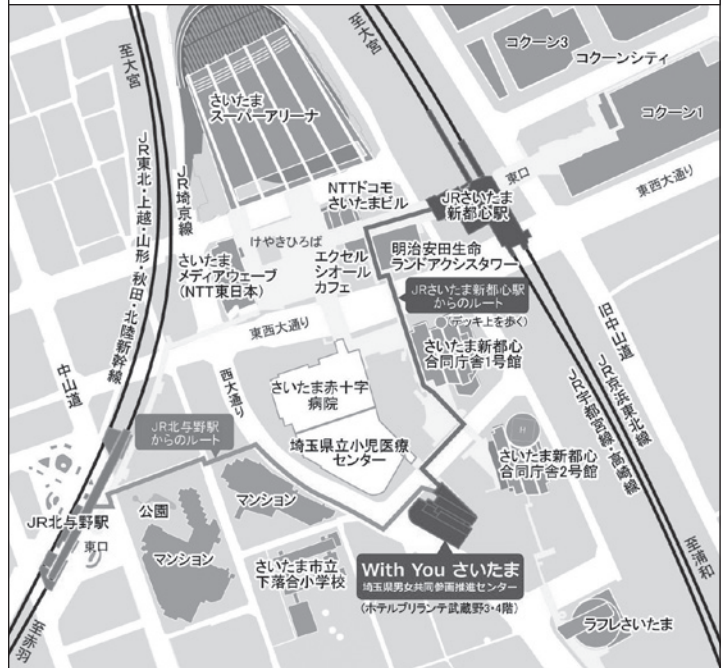 至大宮
JR東北・上越・山形・秋田・北陸新幹線
JR埼京線
さいたま
スーパーアリーナ
至大宮
コクーン3
コクーンシティ
コクーン1
東口
東西大通り
JRさいたま
新都心駅
NTTドコモ
さいたまビル
けやきひろば
さいたま
メディアウェーブ
(NTT東日本)
エクセル
シオール
カフェ
明治安田生命
ランドアクシスタワー
JRさいたま新都心駅
からのルート
(デッキ上を歩く)
東西大通り
さいたま新都心
合同庁舎1号館
旧中山道
JR京浜東北線
JR宇都宮線・高崎線
中山道
西大通り
さいたま赤十字
病院
埼玉県立小児医療
センター
H
さいたま新都心
合同庁舎2号館
JR北与野駅
からのルート
JR北与野駅
東口
公園
マンション
マンション
さいたま市立
下落合小学校
With You さいたま
埼玉県男女共同参画推進センター
(ホテルブリランテ武蔵野3・4階)
至浦和
ラフレさいたま
至赤羽